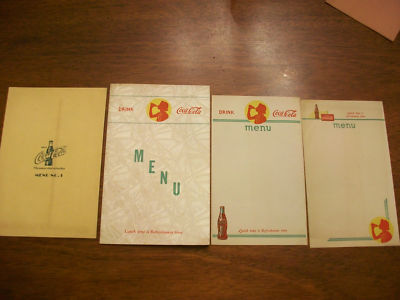 Coca-Cola
MENU NO. 1
DRINK Coca-Cola
MENU
Lunch time is Refreshment time
DRINK Coca-Cola
menu
Lunch time is Refreshment time
menu